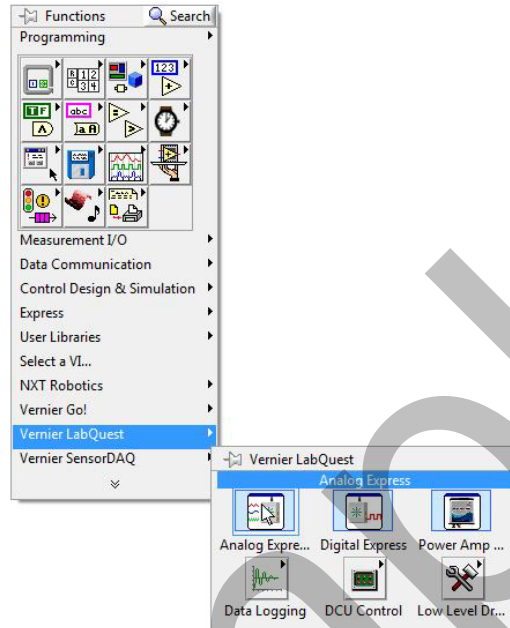 Functions Search
Programming
Measurement I/O
Data Communication
Control Design & Simulation
Express
User Libraries
Select a VI...
NXT Robotics
Vernier Go!
Vernier LabQuest
Vernier SensorDAQ
Vernier LabQuest
Analog Express
Analog Expre... Digital Express Power Amp ...
Data Logging DCU Control Low Level Dr...